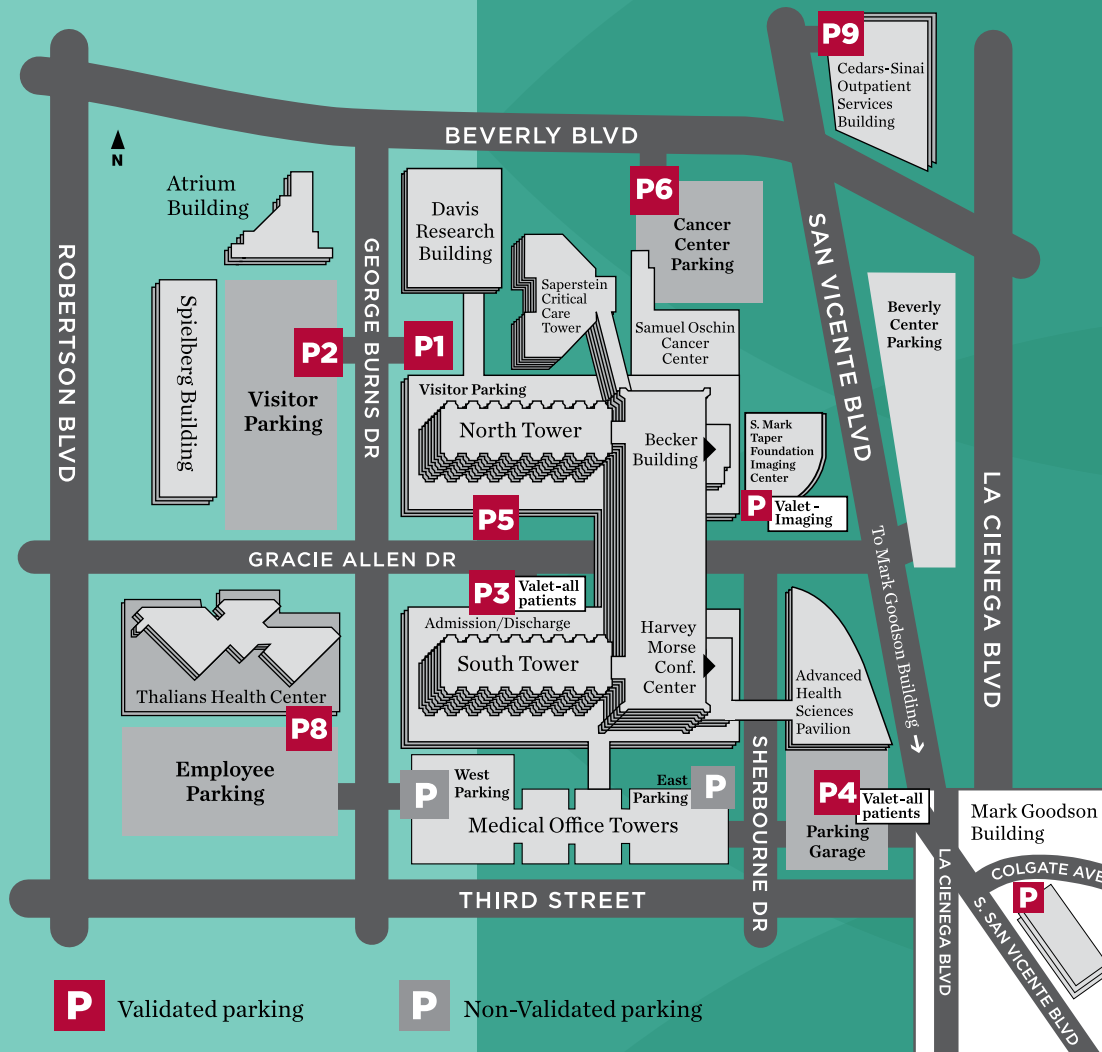 P9
Cedars-Sinai
Outpatient
Services
Building
BEVERLY BLVD
N
Atrium
Building
Davis
Research
Building
P6
Cancer
Center
Parking
ROBERTSON BLVD
GEORGE BURNS DR
SAN VICENTE BLVD
LA CIENEGA BLVD
Saperstein
Critical
Care
Tower
Samuel Oschin
Cancer
Center
Beverly
Center
Parking
Spielberg Building
P2
P1
Visitor
Parking
Visitor Parking
North Tower
Becker
Building
S. Mark
Taper
Foundation
Imaging
Center
P
Valet -
Imaging
P5
GRACIE ALLEN DR
To Mark Goodson Building
P3
Valet-all
patients
Admission/Discharge
South Tower
Harvey
Morse
Conf.
Center
Advanced
Health
Sciences
Pavilion
Thalians Health Center
P8
Employee
Parking
P
West
Parking
East
Parking
P
Medical Office Towers
SHERBOURNE DR
P4
Valet-all
patients
Parking
Garage
Mark Goodson
Building
COLGATE AVE
P
LA CIENEGA BLVD
S. SAN VICENTE BLVD
THIRD STREET
P
Validated parking
P
Non-Validated parking